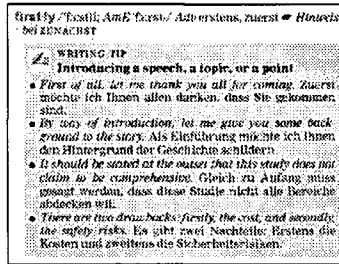 firstly /ˈfɜːstli; AmE ˈfɜːrst-/ Adv erstens, zuerst ☛ Hinweis
bei ZUNÄCHST
WRITING TIP
Introducing a speech, a topic, or a point
• First of all, let me thank you all for coming. Zuerst
möchte ich Ihnen allen danken, dass Sie gekommen
sind.
• By way of introduction, let me give you some back-
ground to the story. Als Einführung möchte ich Ihnen
den Hintergrund der Geschichte schildern.
• It should be stated at the outset that this study does not
claim to be comprehensive. Gleich zu Anfang muss
gesagt werden, dass diese Studie nicht alle Bereiche
abdecken will.
• There are two drawbacks: firstly, the cost, and secondly,
the safety risks. Es gibt zwei Nachteile: Erstens die
Kosten und zweitens die Sicherheitsrisiken.